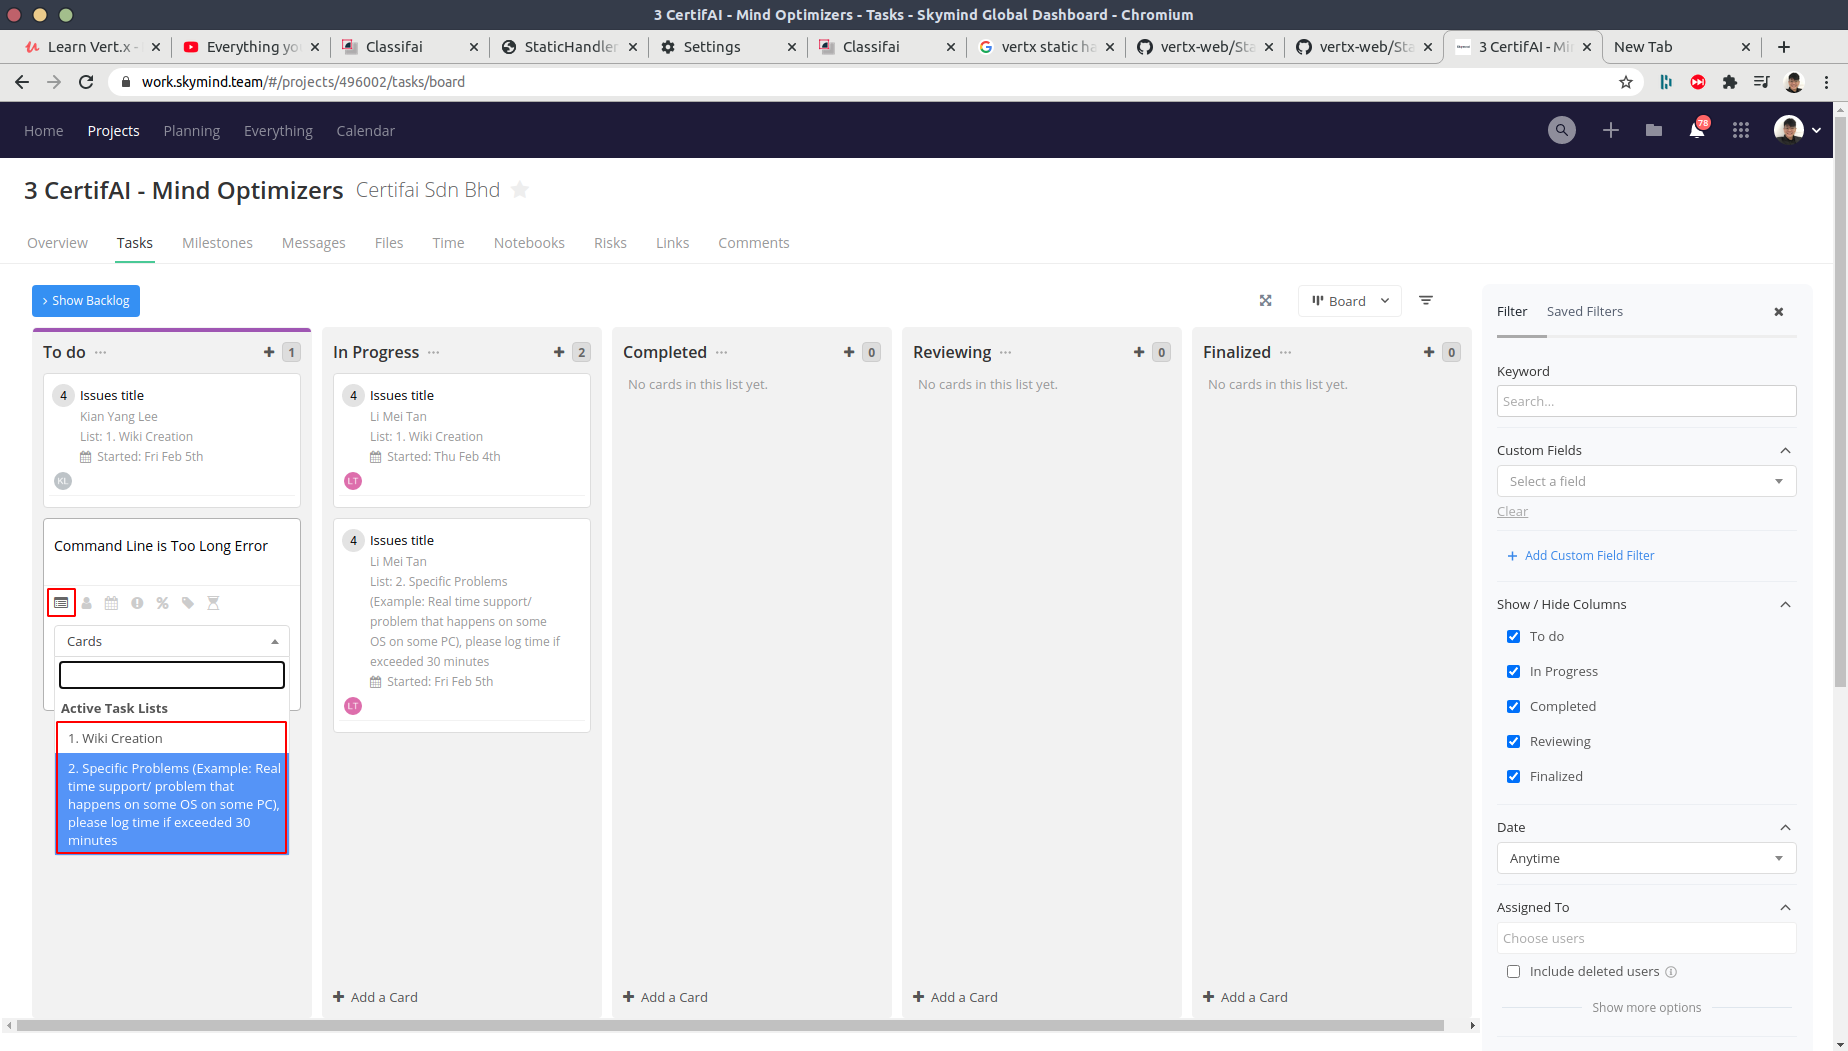 3 CertifAI - Mind Optimizers - Tasks - Skymind Global Dashboard - Chromium
Learn Vert.x -
Everything yo
Classifai
StaticHandler
Settings
Classifai
vertx static ha
vertx-web/Sta
vertx-web/Sta
3 CertifAI - Mi
New Tab
work.skymind.team/#/projects/496002/tasks/board
Home
Projects
Planning
Everything
Calendar
78
3 CertifAI - Mind Optimizers Certifai Sdn Bhd
Overview
Tasks
Milestones
Messages
Files
Time
Notebooks
Risks
Links
Comments
Show Backlog
Board
To do
1
4 Issues title
Kian Yang Lee
List: 1. Wiki Creation
Started: Fri Feb 5th
KL
Command Line is Too Long Error
Cards
Active Task Lists
1. Wiki Creation
2. Specific Problems (Example: Real
time support/ problem that
happens on some OS on some PC),
please log time if exceeded 30
minutes
In Progress
2
4 Issues title
Li Mei Tan
List: 1. Wiki Creation
Started: Thu Feb 4th
LT
4 Issues title
Li Mei Tan
List: 2. Specific Problems
(Example: Real time support/
problem that happens on some
OS on some PC), please log time if
exceeded 30 minutes
Started: Fri Feb 5th
LT
Add a Card
Completed
0
No cards in this list yet.
Add a Card
Reviewing
0
No cards in this list yet.
Add a Card
Finalized
0
No cards in this list yet.
Add a Card
Filter
Saved Filters
Keyword
Search...
Custom Fields
Select a field
Clear
+ Add Custom Field Filter
Show / Hide Columns
To do
In Progress
Completed
Reviewing
Finalized
Date
Anytime
Assigned To
Choose users
Include deleted users
Show more options